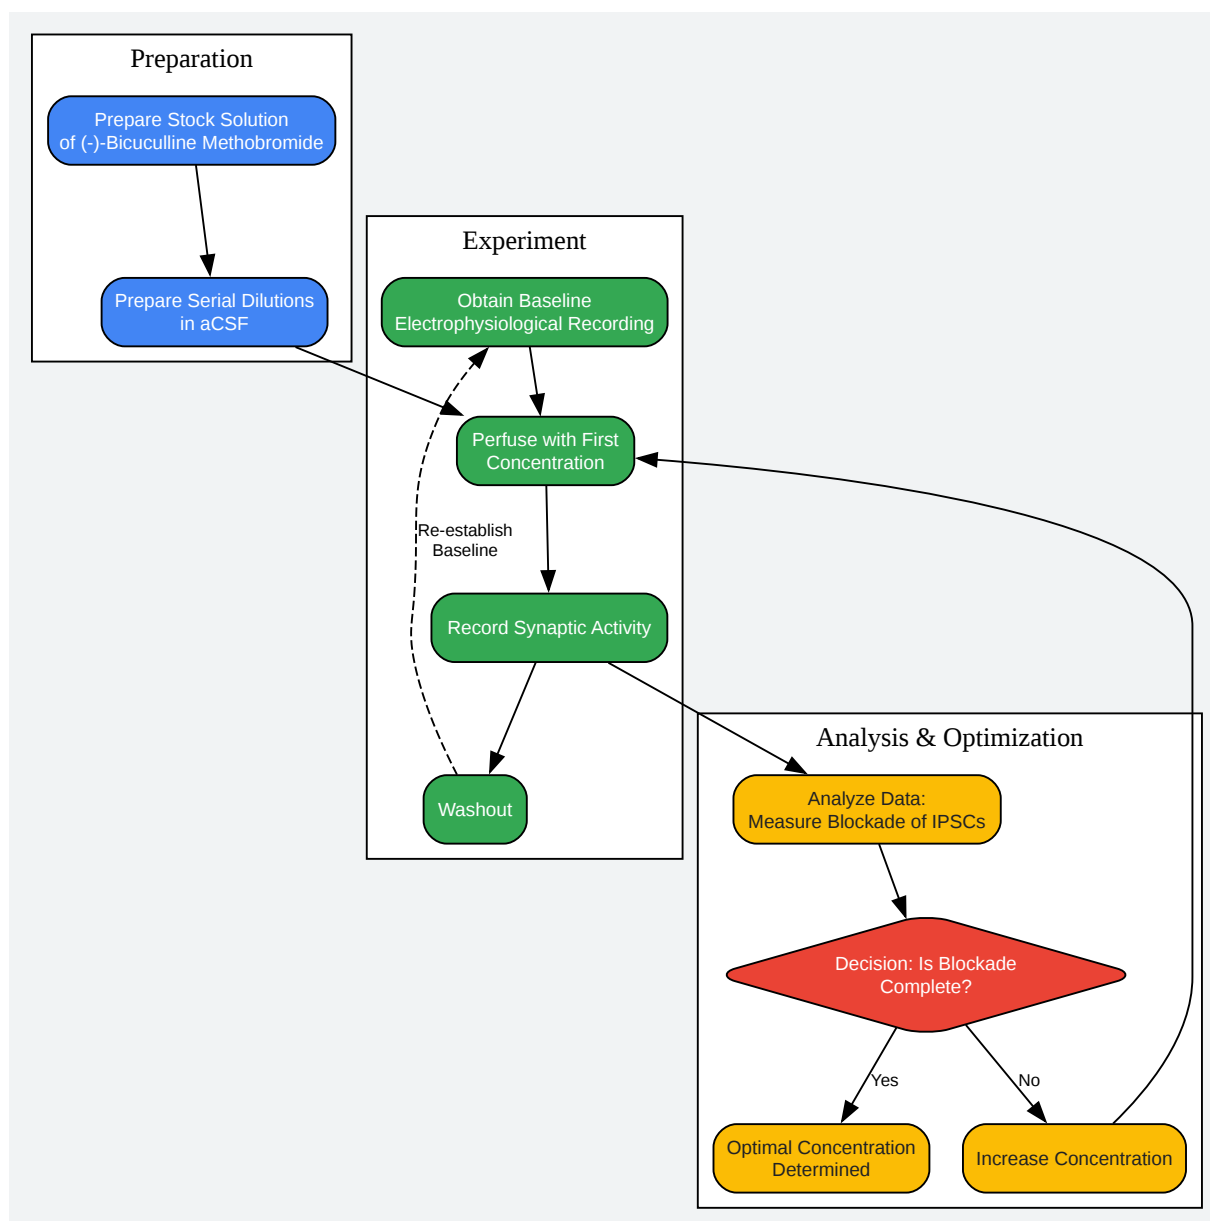 Preparation
Prepare Stock Solution
of (-)-Bicuculline Methobromide
Prepare Serial Dilutions
in aCSF
Experiment
Obtain Baseline
Electrophysiological Recording
Perfuse with First
Concentration
Re-establish
Baseline
Record Synaptic Activity
Washout
Analysis & Optimization
Analyze Data:
Measure Blockade of IPSCs
Decision: Is Blockade
Complete?
Yes
No
Optimal Concentration
Determined
Increase Concentration